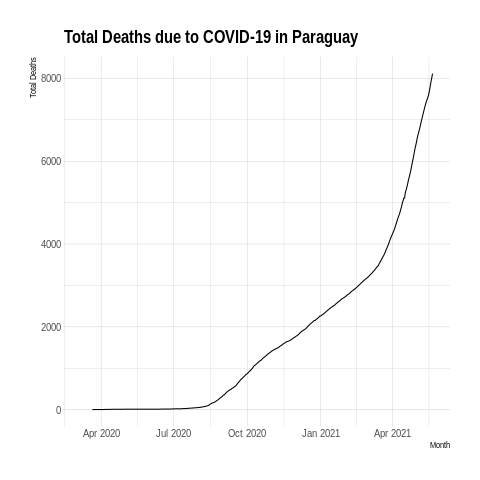 Total Deaths due to COVID-19 in Paraguay
Total Deaths
8000
6000
4000
2000
0
Apr 2020 Jul 2020 Oct 2020 Jan 2021 Apr 2021
Month